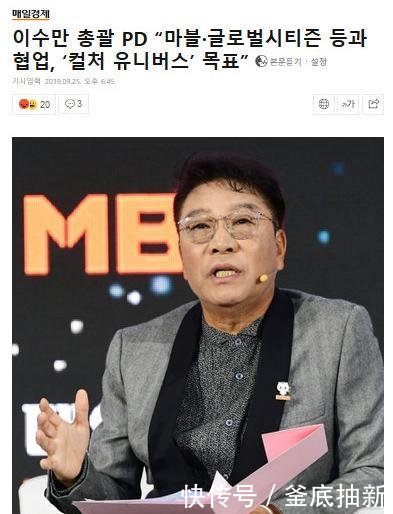 매일경제
이수만 총괄 PD “마블·글로벌시티즌 등과
협업, ‘컬처 유니버스’ 목표” 본문듣기 · 설정
기사입력 2019.09.25. 오후 6:45
20 3 가가
MB
快传号 / 釜底抽新